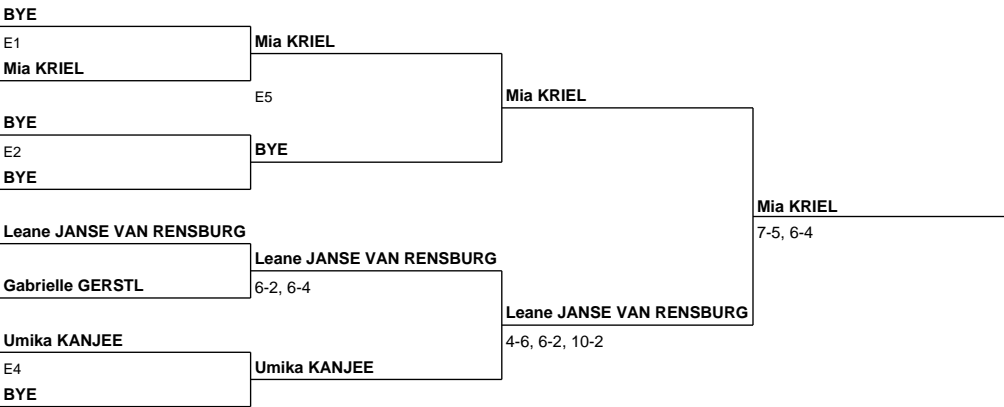 BYE
E1
Mia KRIEL
Mia KRIEL
E5
Mia KRIEL
BYE
E2
BYE
BYE
Mia KRIEL
7-5, 6-4
Leane JANSE VAN RENSBURG
Leane JANSE VAN RENSBURG
Gabrielle GERSTL
6-2, 6-4
Leane JANSE VAN RENSBURG
4-6, 6-2, 10-2
Umika KANJEE
E4
Umika KANJEE
BYE